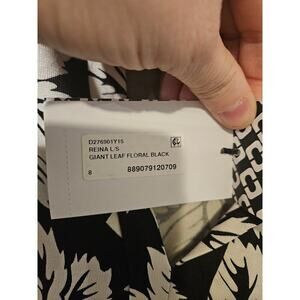 D276901Y15
REINA L/S
GIANT LEAF FLORAL BLACK
8 889079120709